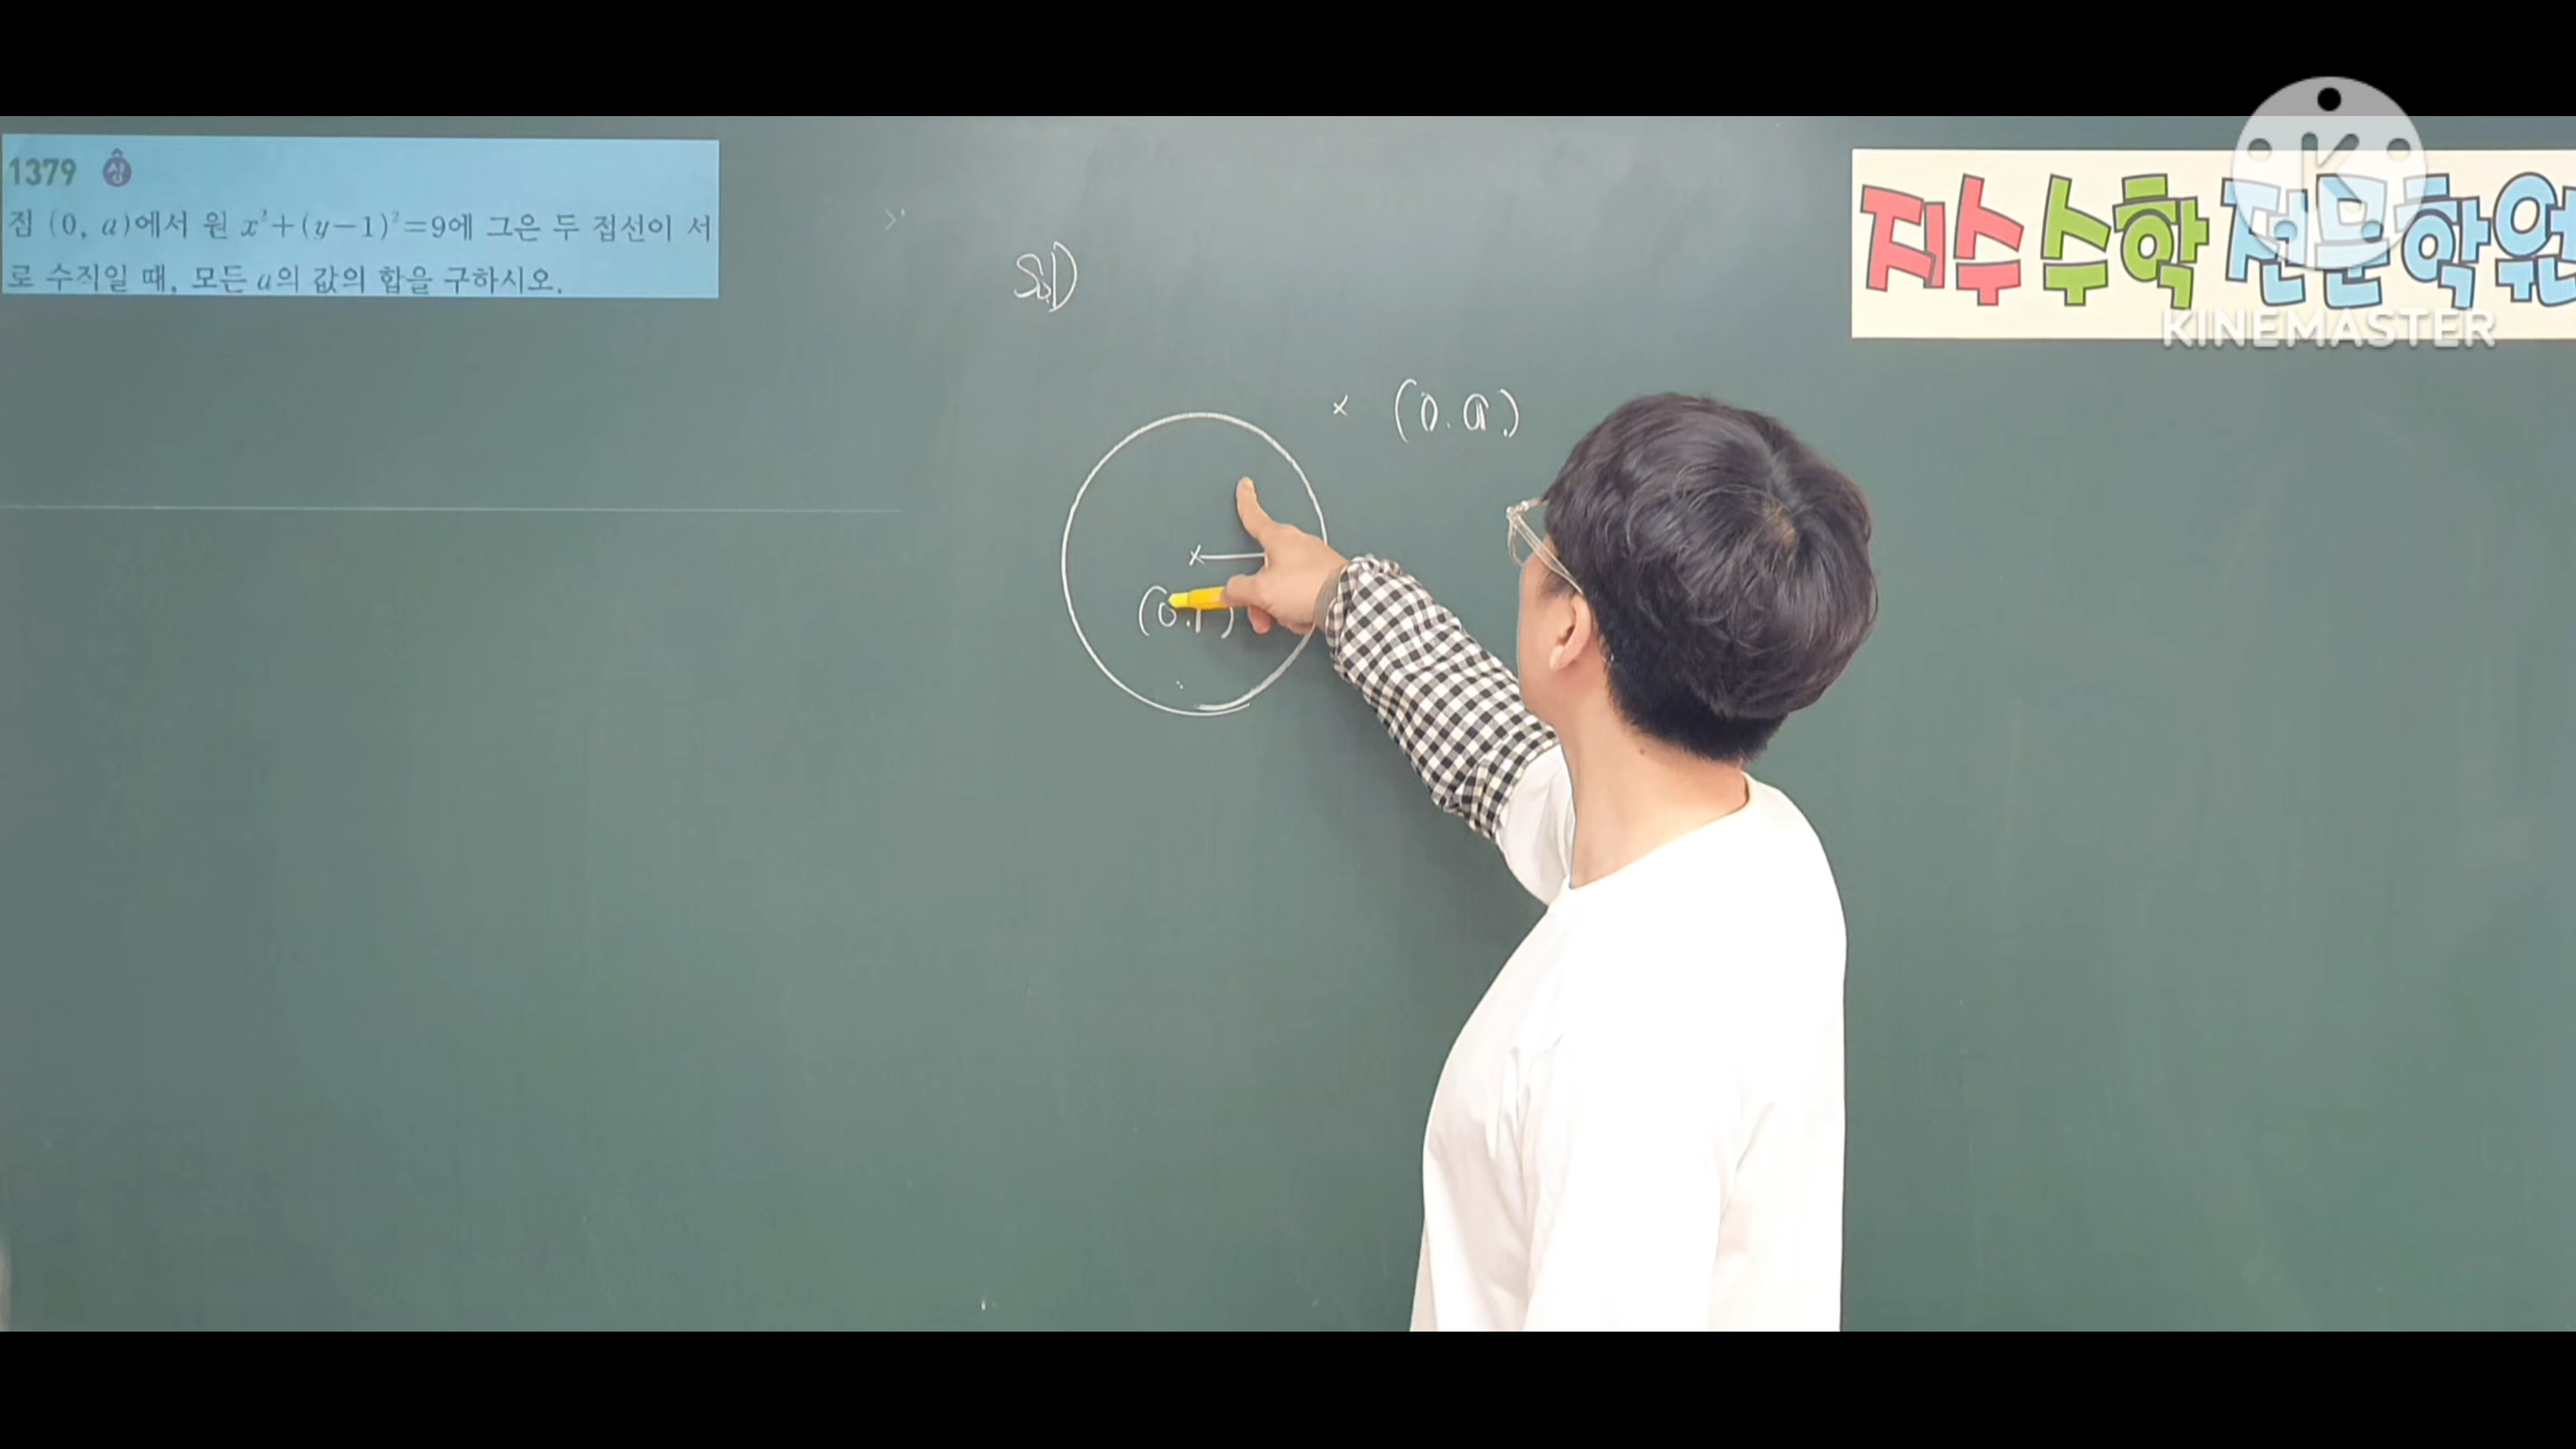 1379 상
점 (0, a)에서 원 x²+(y-1)²=9에 그은 두 접선이 서
로 수직일 때, 모든 a의 값의 합을 구하시오.
지수수학 전문학원
KINEMASTER
Sol)
(0.a)
(0.1)